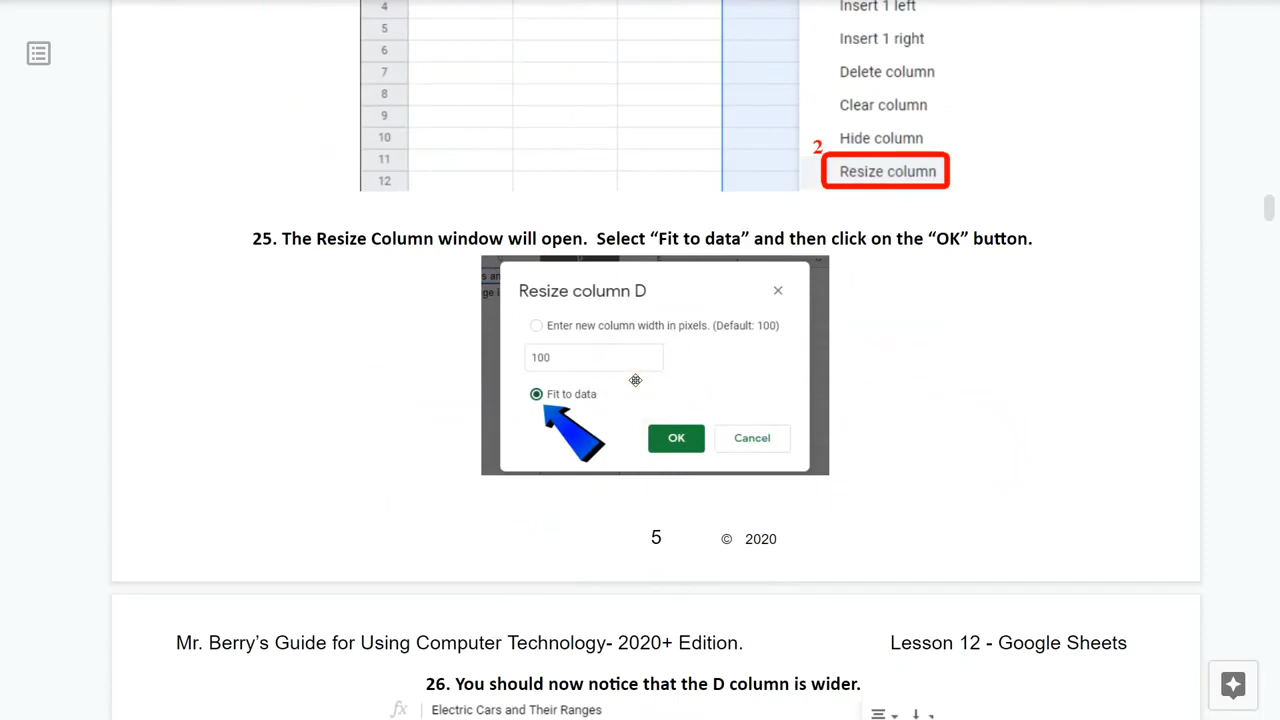 4
Insert 1 left
5
Insert 1 right
6
7
Delete column
8
Clear column
9
10
Hide column
2
11
Resize column
12
25. The Resize Column window will open. Select “Fit to data” and then click on the “OK” button.
Resize column D
Enter new column width in pixels. (Default: 100)
100
Fit to data
OK
Cancel
5 © 2020
Mr. Berry’s Guide for Using Computer Technology- 2020+ Edition. Lesson 12 - Google Sheets
26. You should now notice that the D column is wider.
fx Electric Cars and Their Ranges